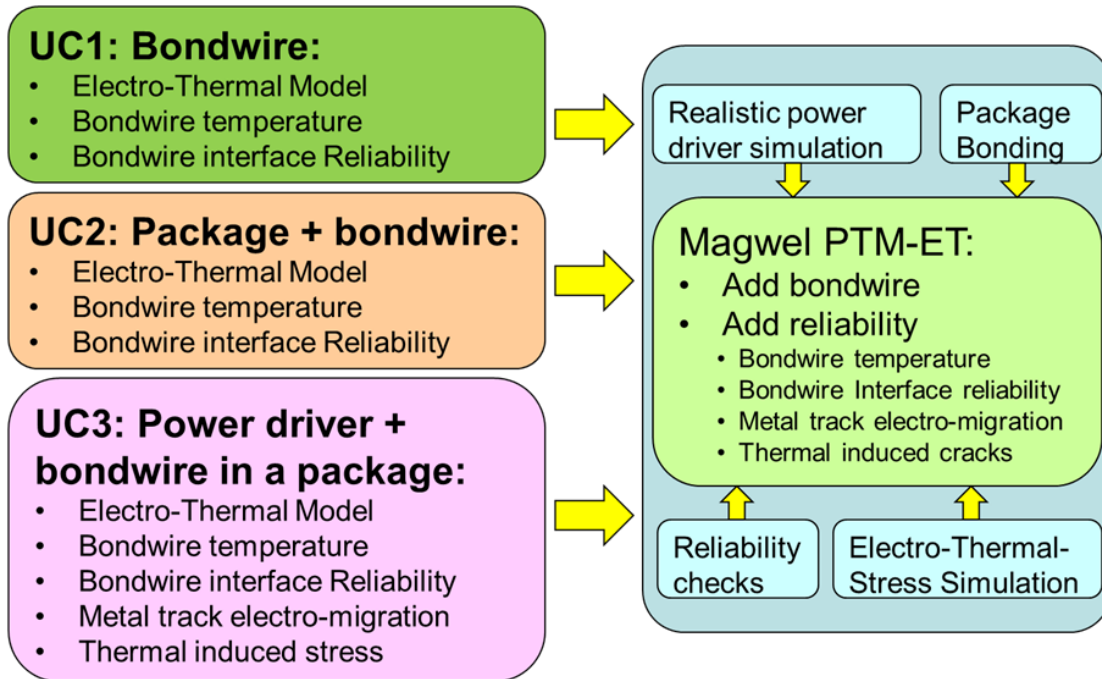 UC1: Bondwire:
• Electro-Thermal Model
• Bondwire temperature
• Bondwire interface Reliability
UC2: Package + bondwire:
• Electro-Thermal Model
• Bondwire temperature
• Bondwire interface Reliability
UC3: Power driver +
bondwire in a package:
• Electro-Thermal Model
• Bondwire temperature
• Bondwire interface Reliability
• Metal track electro-migration
• Thermal induced stress
Realistic power
driver simulation
Package
Bonding
Magwel PTM-ET:
• Add bondwire
• Add reliability
• Bondwire temperature
• Bondwire Interface reliability
• Metal track electro-migration
• Thermal induced cracks
Reliability
checks
Electro-Thermal-
Stress Simulation